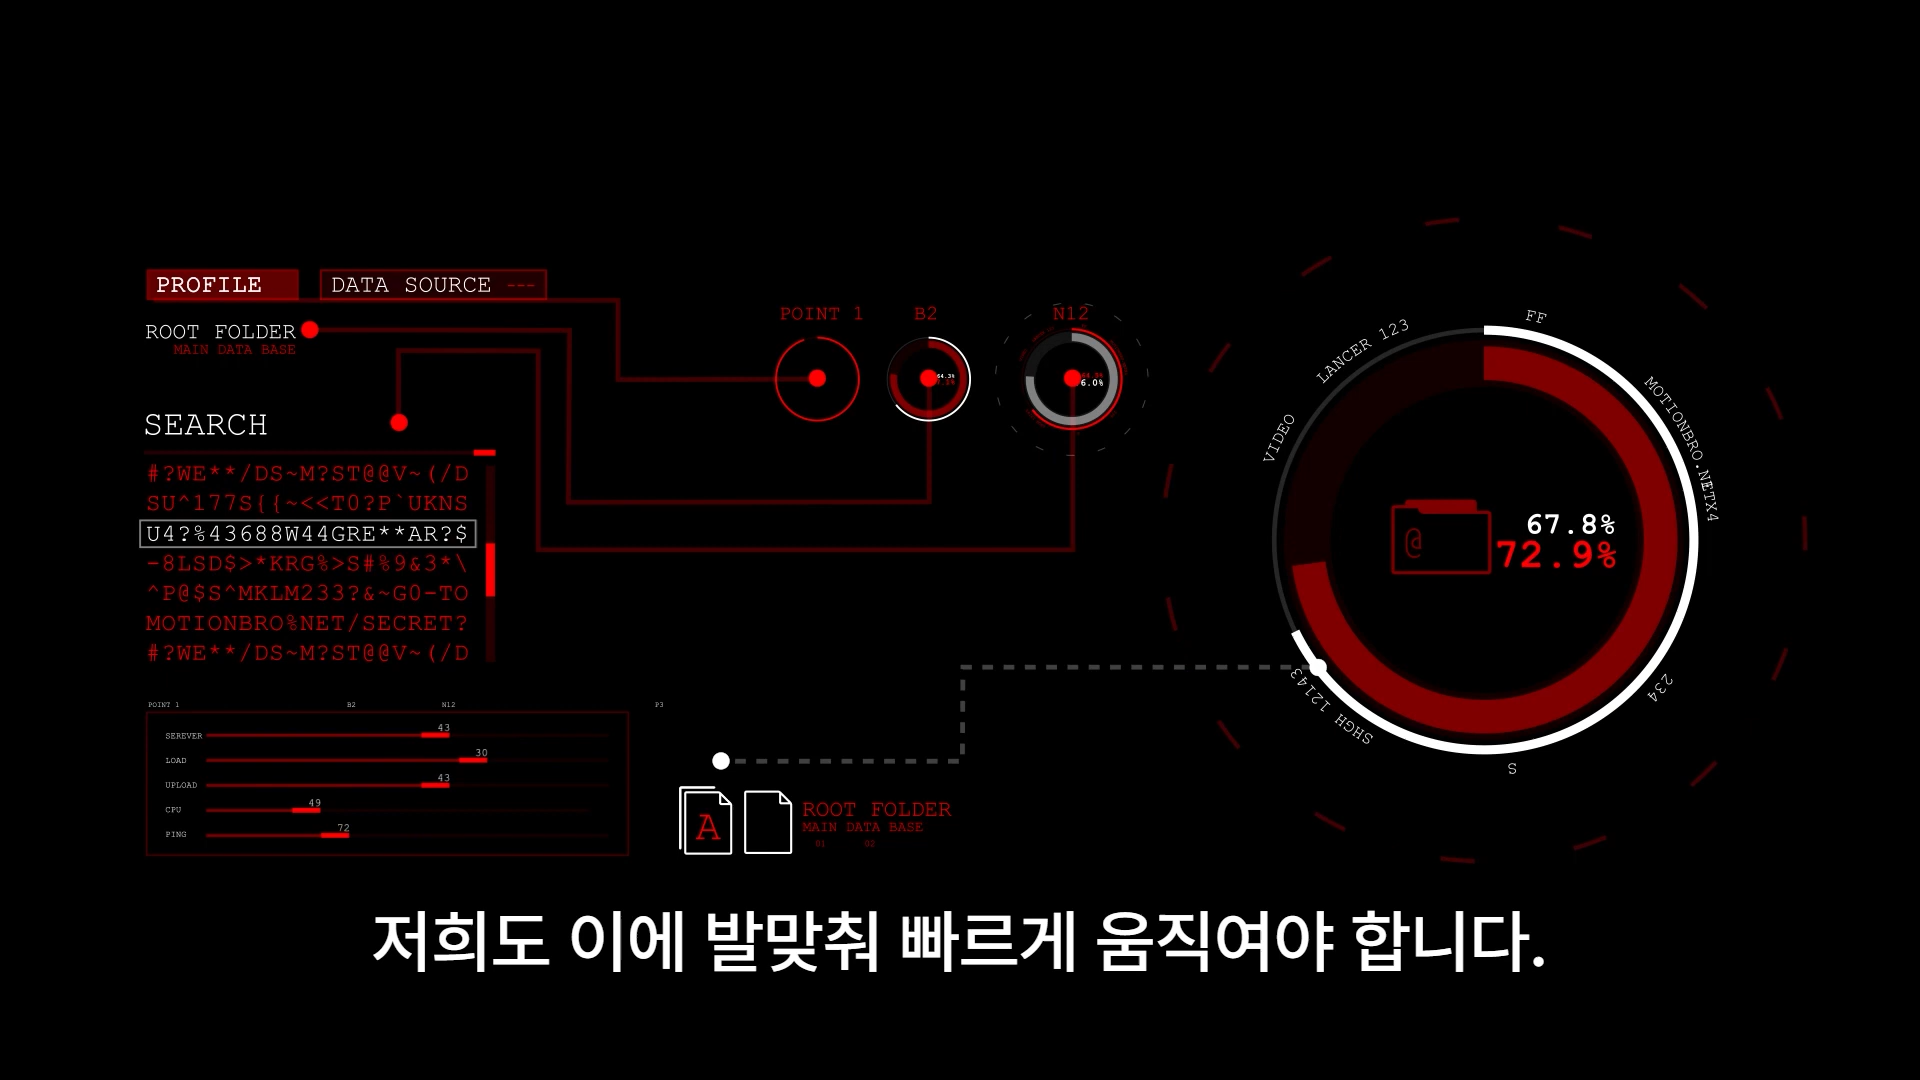 PROFILE
DATA SOURCE ---
ROOT FOLDER
MAIN DATA BASE
SEARCH
#?WE**/DS~M?ST@@V~(/D
SU^177S{{~<<T0?P`UKNS
U4?%43688W44GRE**AR?$
-8LSD$>*KRG%>S#%9&3*\
^P@$S^MKLM233?&~G0-TO
MOTIONBRO%NET/SECRET?
#?WE**/DS~M?ST@@V~(/D
POINT 1
B2
N12
64.3%
6.0%
FF
LANCER 123
VIDEO
MOTIONBRO.NETX4
@
67.8%
72.9%
234
SHGH 12143
S
POINT 1
B2
N12
P3
SEREVER
43
LOAD
30
UPLOAD
43
CPU
49
PING
72
A
ROOT FOLDER
MAIN DATA BASE
01
02
저희도 이에 발맞춰 빠르게 움직여야 합니다.